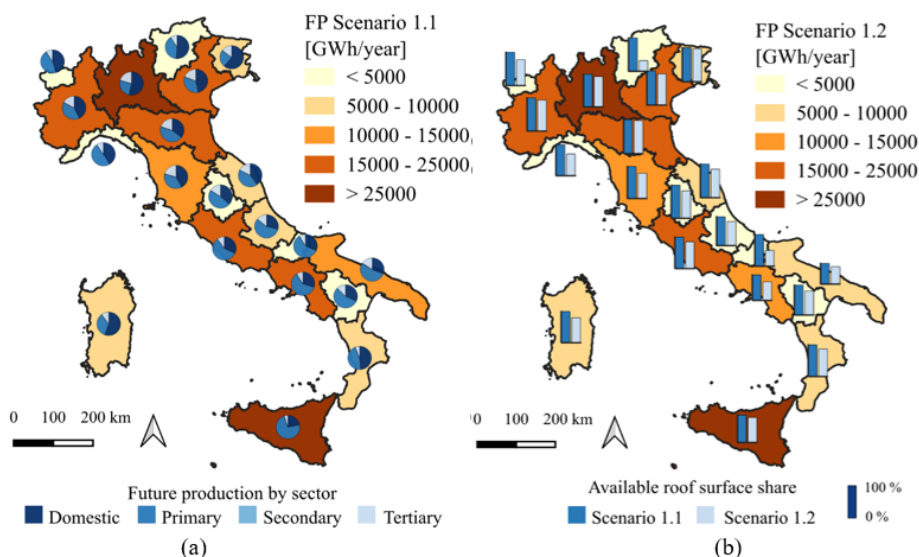 FP Scenario 1.1
[GWh/year]
< 5000
5000 - 10000
10000 - 15000
15000 - 25000
> 25000
0 100 200 km
Future production by sector
Domestic Primary Secondary Tertiary
(a)
FP Scenario 1.2
[GWh/year]
< 5000
5000 - 10000
10000 - 15000
15000 - 25000
> 25000
0 100 200 km
Available roof surface share
Scenario 1.1 Scenario 1.2
100 %
0 %
(b)